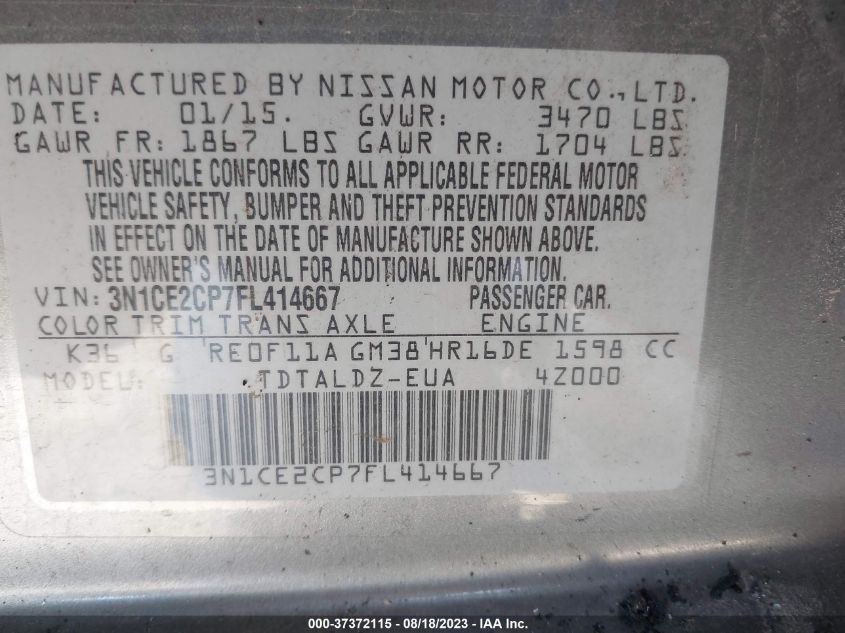 MANUFACTURED BY NISSAN MOTOR CO., LTD.
DATE: 01/15. GVWR: 3470 LBS
GAWR FR: 1867 LBS GAWR RR: 1704 LBS
THIS VEHICLE CONFORMS TO ALL APPLICABLE FEDERAL MOTOR
VEHICLE SAFETY, BUMPER AND THEFT PREVENTION STANDARDS
IN EFFECT ON THE DATE OF MANUFACTURE SHOWN ABOVE.
SEE OWNER'S MANUAL FOR ADDITIONAL INFORMATION.
VIN: 3N1CE2CP7FL414667 PASSENGER CAR.
COLOR TRIM TRANS AXLE ENGINE
K36 G RE0F11A GM38 HR16DE 1598 CC
MODEL: TDTALDZ-EUA 4Z000
3N1CE2CP7FL414667
000-37372115 - 08/18/2023 - IAA Inc.